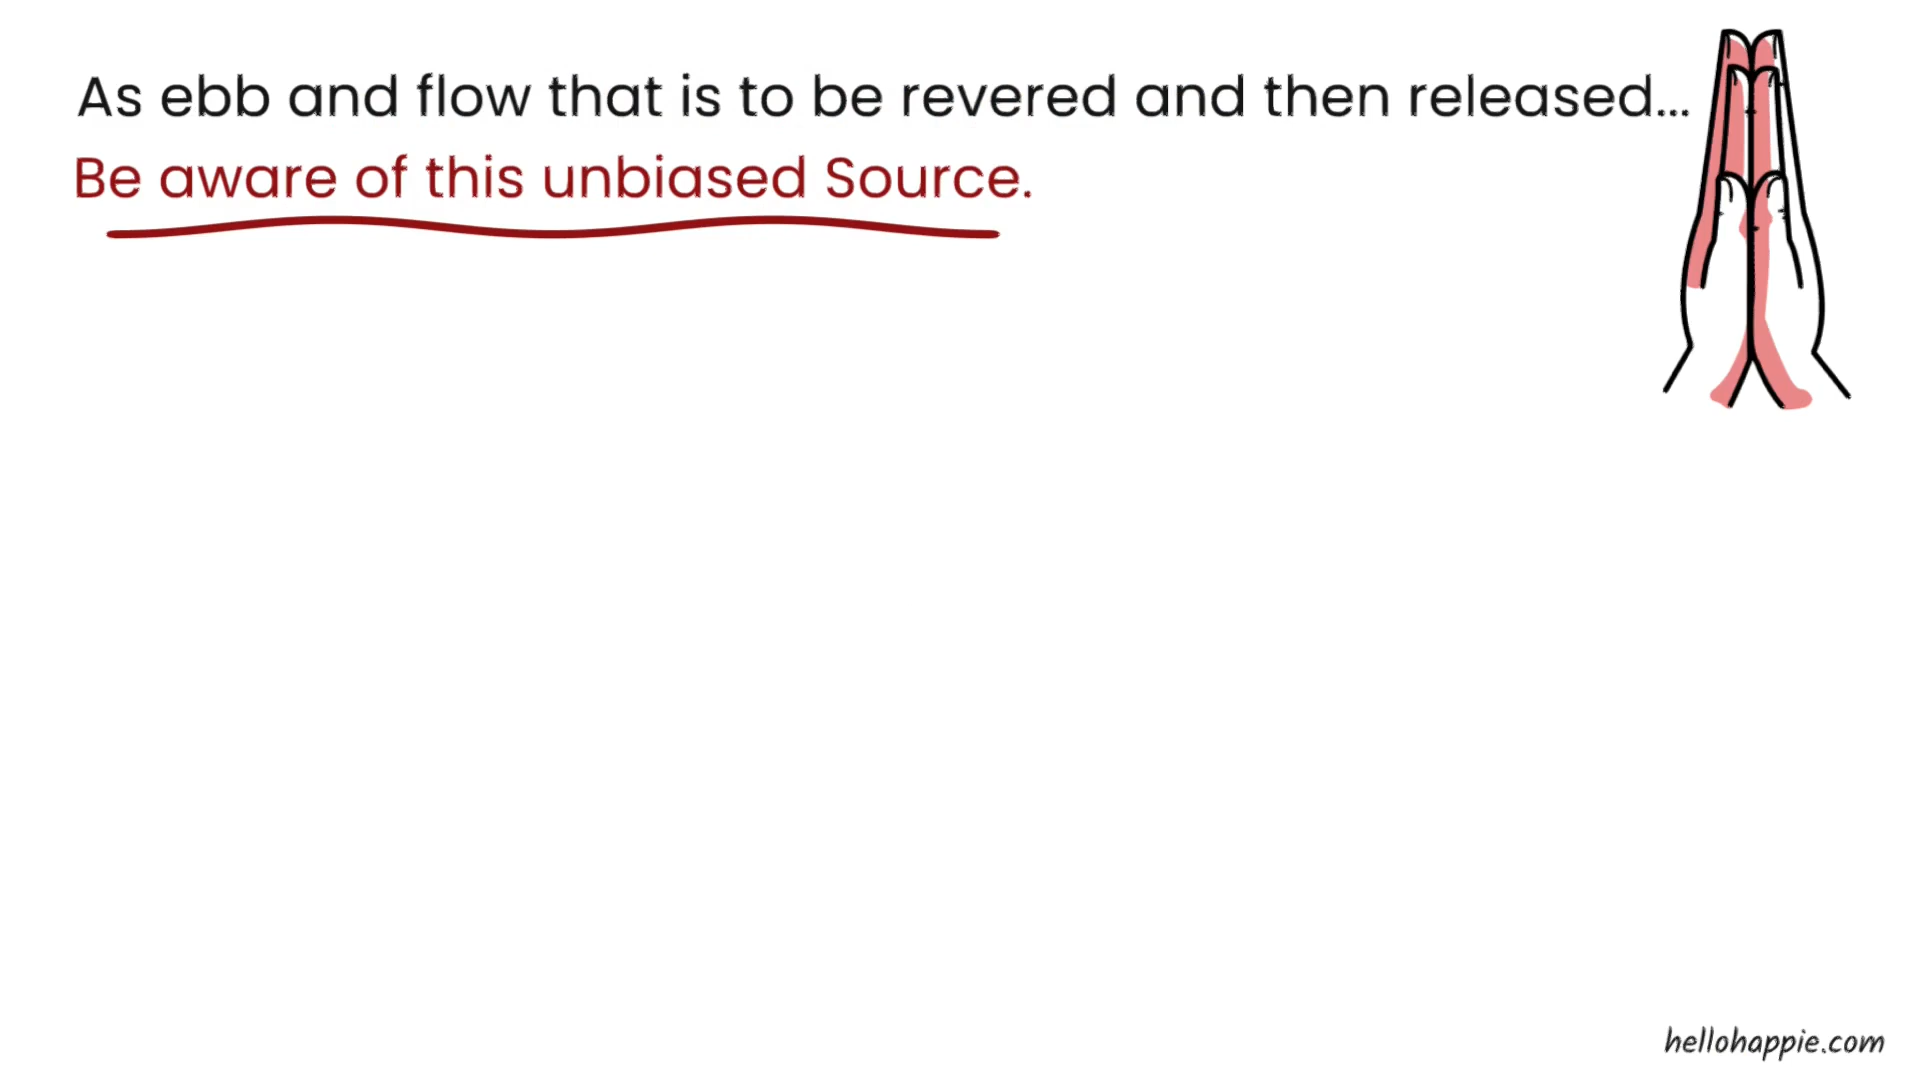 As ebb and flow that is to be revered and then released...
Be aware of this unbiased Source.
hellohappie.com